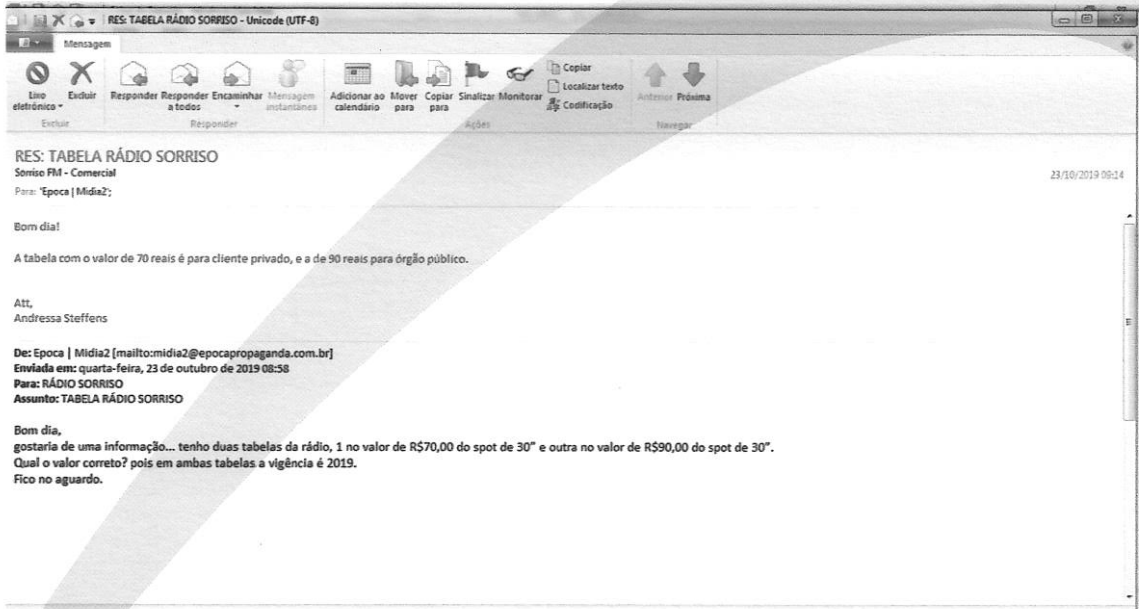 RES: TABELA RÁDIO SORRISO - Unicode (UTF-8)
Mensagem
Lixo eletrônico
Excluir
Responder
Responder a todos
Encaminhar
Mensagem instantânea
Adicionar ao calendário
Mover para
Copiar para
Sinalizar
Monitorar
Copiar
Localizar texto
Codificação
Anterior
Próxima
Excluir
Responder
Ações
Navegar
RES: TABELA RÁDIO SORRISO
Sorriso FM - Comercial
23/10/2019 09:14
Para: 'Epoca | Midia2';
Bom dia!
A tabela com o valor de 70 reais é para cliente privado, e a de 90 reais para órgão público.
Att,
Andressa Steffens
De: Epoca | Midia2 [mailto:midia2@epocapropaganda.com.br]
Enviada em: quarta-feira, 23 de outubro de 2019 08:58
Para: RÁDIO SORRISO
Assunto: TABELA RÁDIO SORRISO
Bom dia,
gostaria de uma informação... tenho duas tabelas da rádio, 1 no valor de R$70,00 do spot de 30" e outra no valor de R$90,00 do spot de 30".
Qual o valor correto? pois em ambas tabelas a vigência é 2019.
Fico no aguardo.